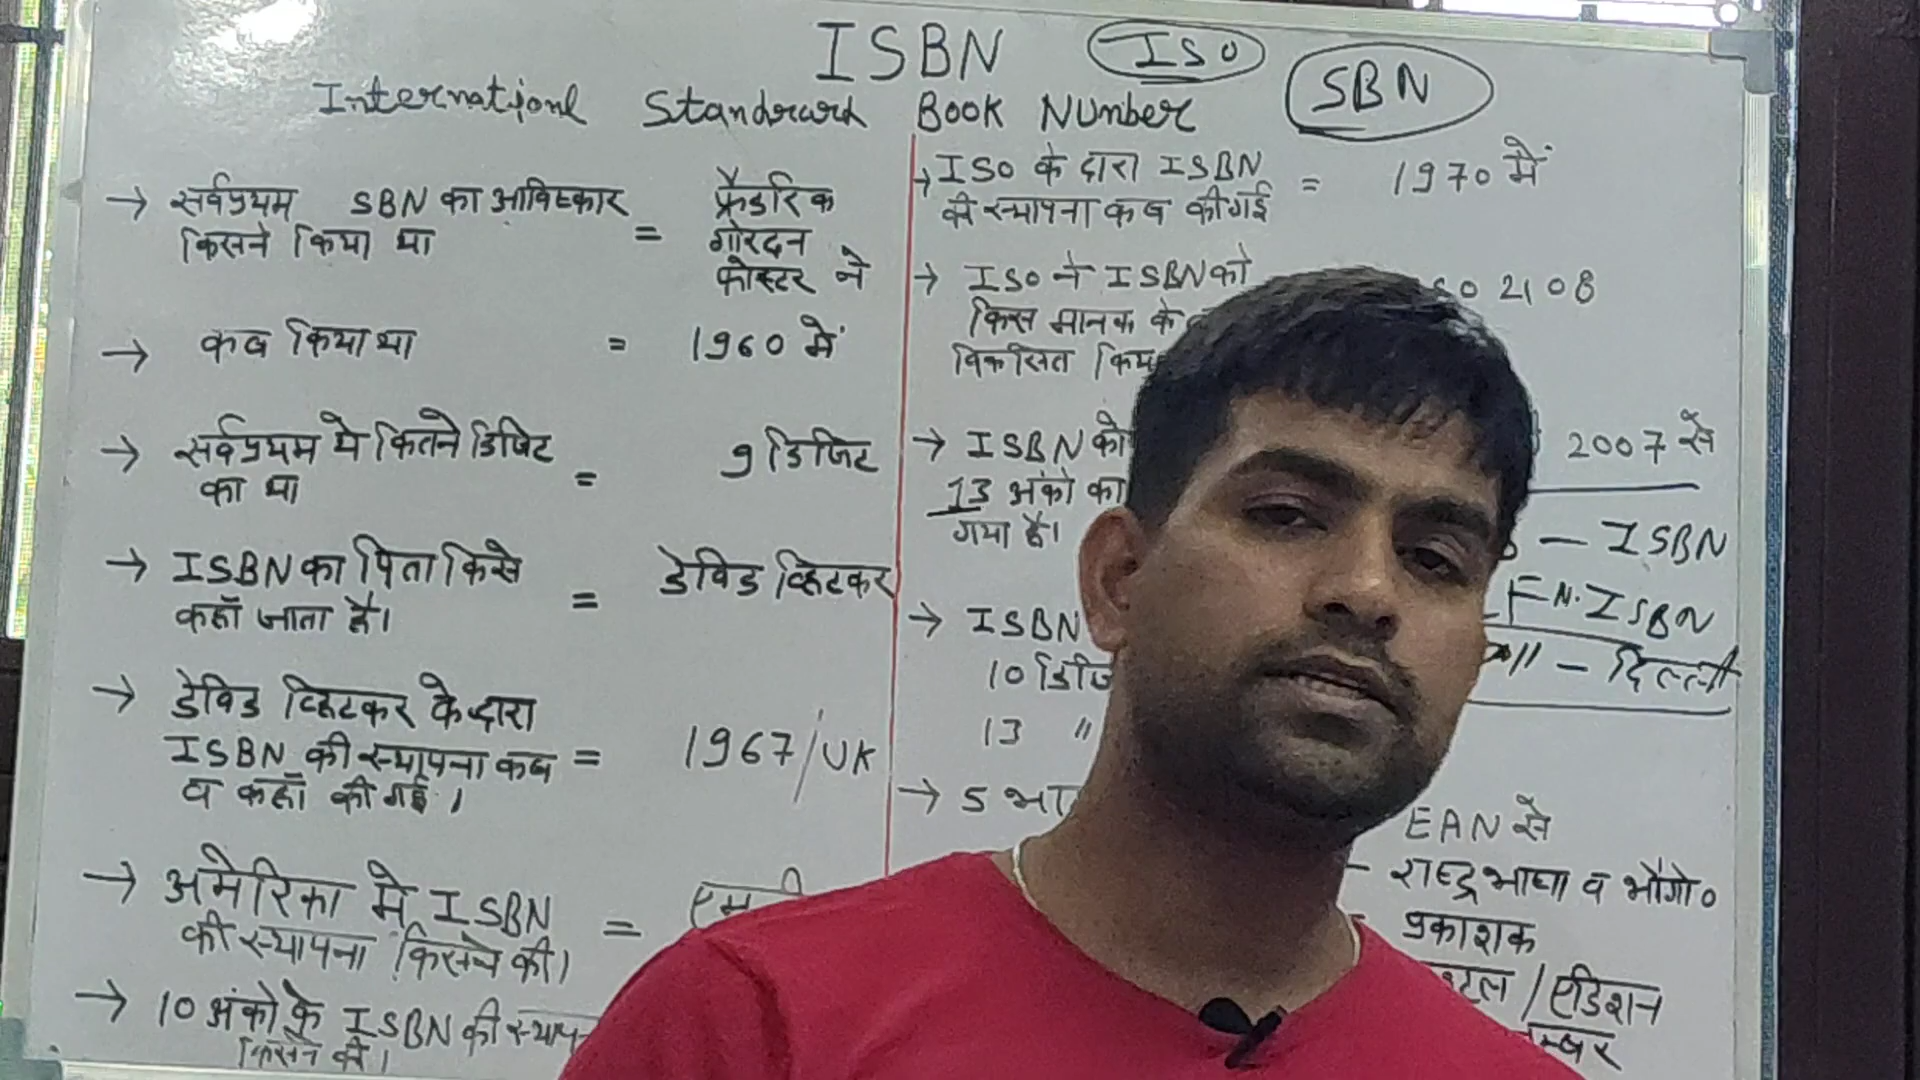 ISBN ISO SBN
Internationl Standrard Book Number
→ सर्वप्रथम SBN का आविष्कार
किसने किया था = फ्रैडरिक
गोरदन
फोस्टर ने
→ कब किया था = 1960 में
→ सर्वप्रथम ये कितने डिजिट
का था = 9 डिजिट
→ ISBN का पिता किसे
कहाँ जाता है। = डेविड व्हिटकर
→ डेविड व्हिटकर के द्वारा
ISBN की स्थापना कब = 1967/UK
व कहाँ की गई।
→ अमेरिका में ISBN
की स्थापना किसने की। =
→ 10 अंको के ISBN की
किसने की।
→ ISO के द्वारा ISBN
की स्थापना कब की गई = 1970 में
→ ISO ने ISBN को 2108
किस मानक के
विकसित
→ ISBN को 2007 से
13 अंको का
गया है।
– ISBN
→ ISBN
ISBN
10
– दिल्ली
13 "
→ 5
EAN से
– राष्ट्र भाषा व भौगो०
प्रकाशक
/एडिशन